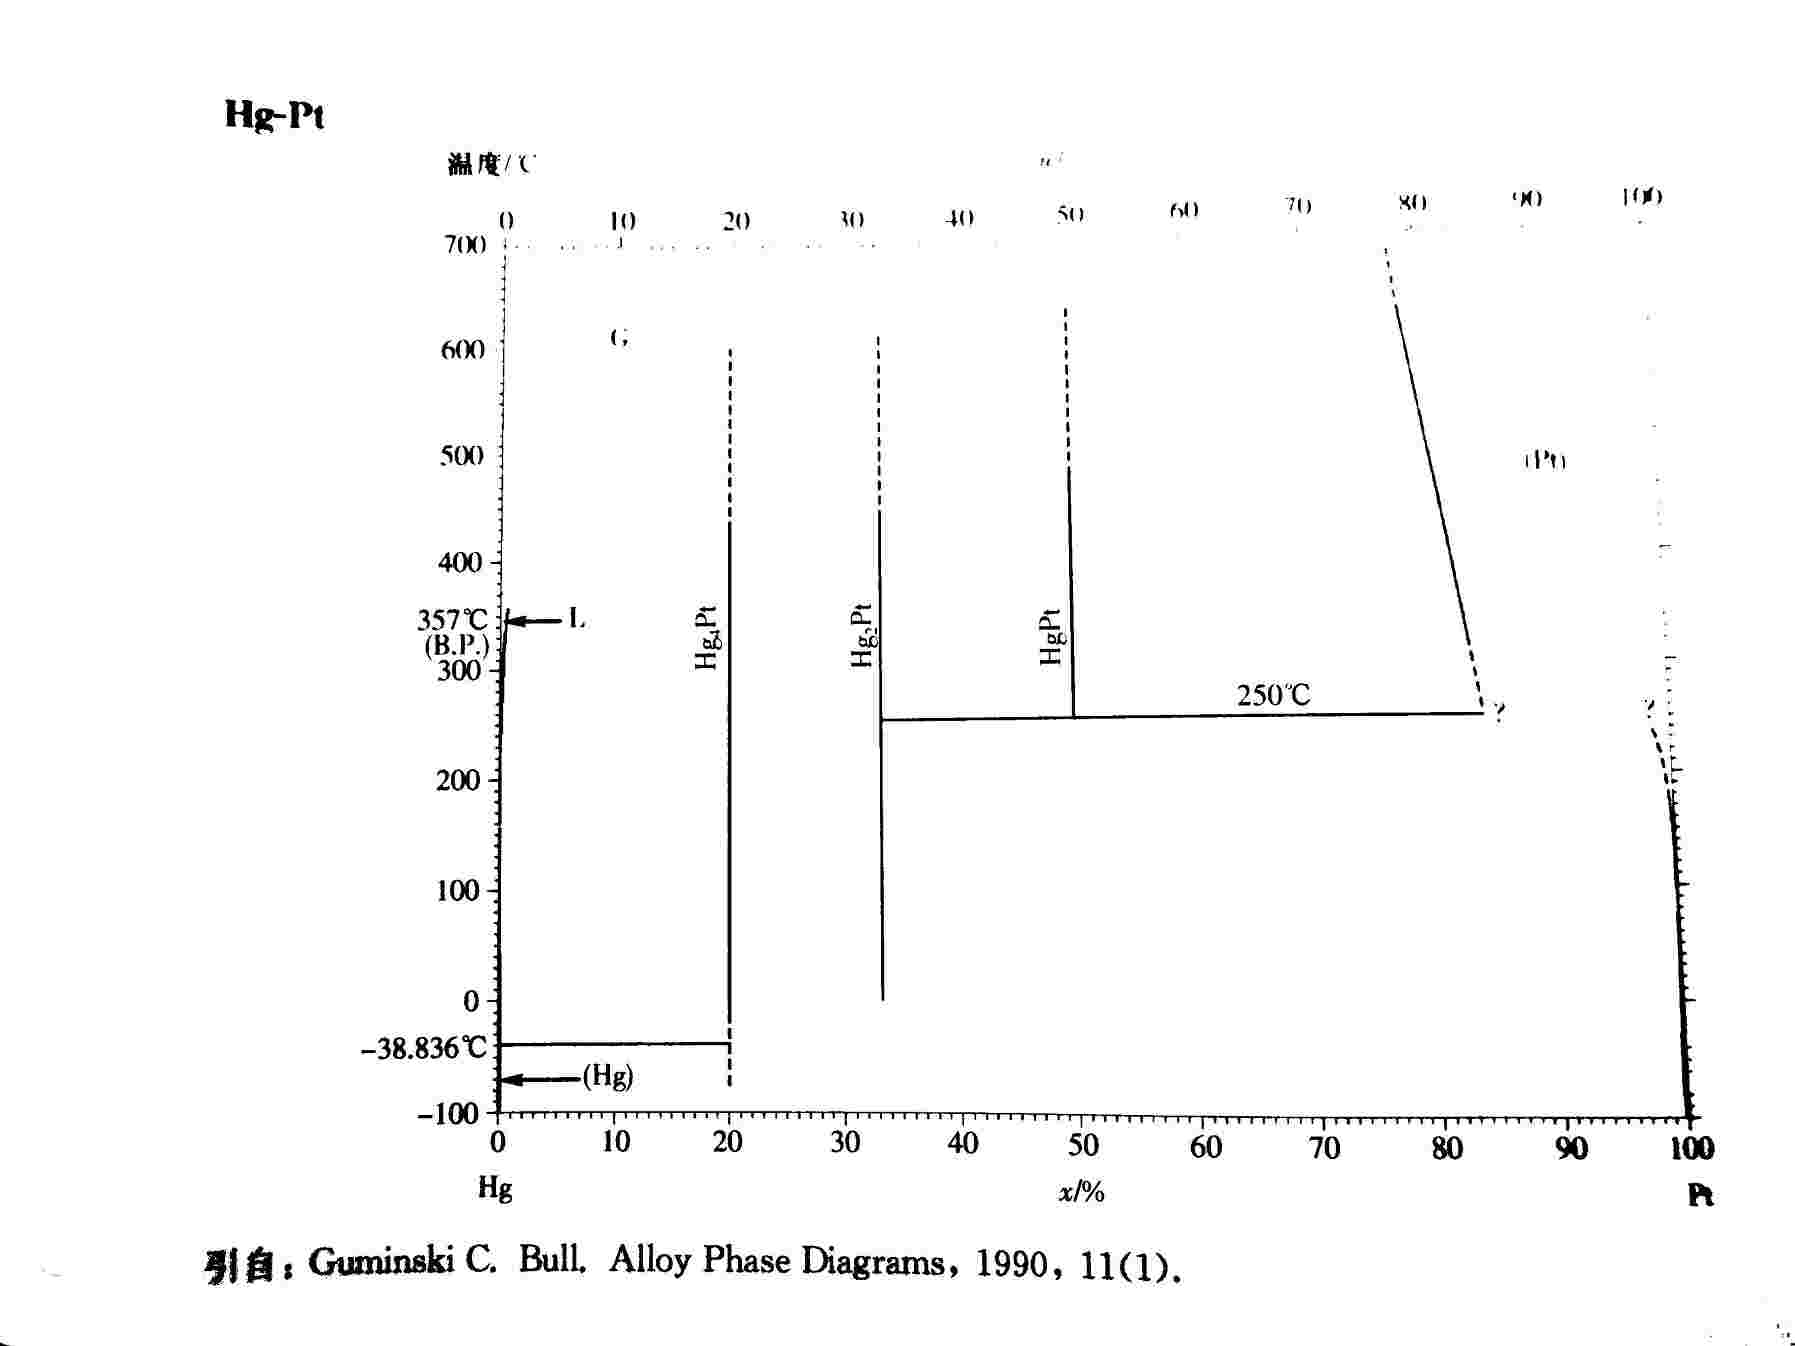 Hg-Pt
温度/℃
0 10 20 30 40 50 60 70 80 90 100
700
G
600
500
(Pt)
400
357℃ L
(B.P.)
300
Hg₄Pt
Hg₂Pt
HgPt
250℃
? ?
200
100
0
-38.836℃
(Hg)
-100
0 10 20 30 40 50 60 70 80 90 100
Hg x/% Pt
引自: Guminski C. Bull. Alloy Phase Diagrams, 1990, 11(1).